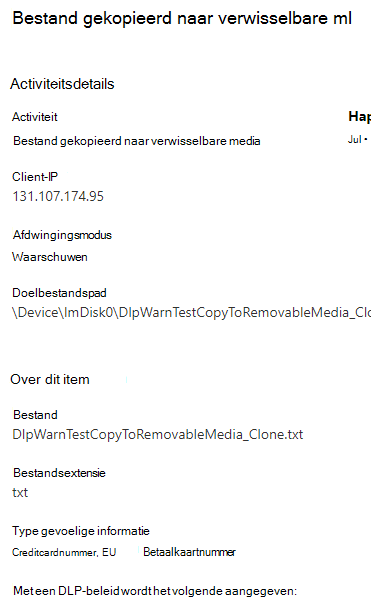 Bestand gekopieerd naar verwisselbare ml
Activiteitsdetails
Activiteit
Hap
Bestand gekopieerd naar verwisselbare media
Jul •
Client-IP
131.107.174.95
Afdwingingsmodus
Waarschuwen
Doelbestandspad
\Device\ImDisk0\DlpWarnTestCopyToRemovableMedia_Clo
Over dit item
Bestand
DlpWarnTestCopyToRemovableMedia_Clone.txt
Bestandsextensie
txt
Type gevoelige informatie
Creditcardnummer, EU Betaalkaartnummer
Met een DLP-beleid wordt het volgende aangegeven: